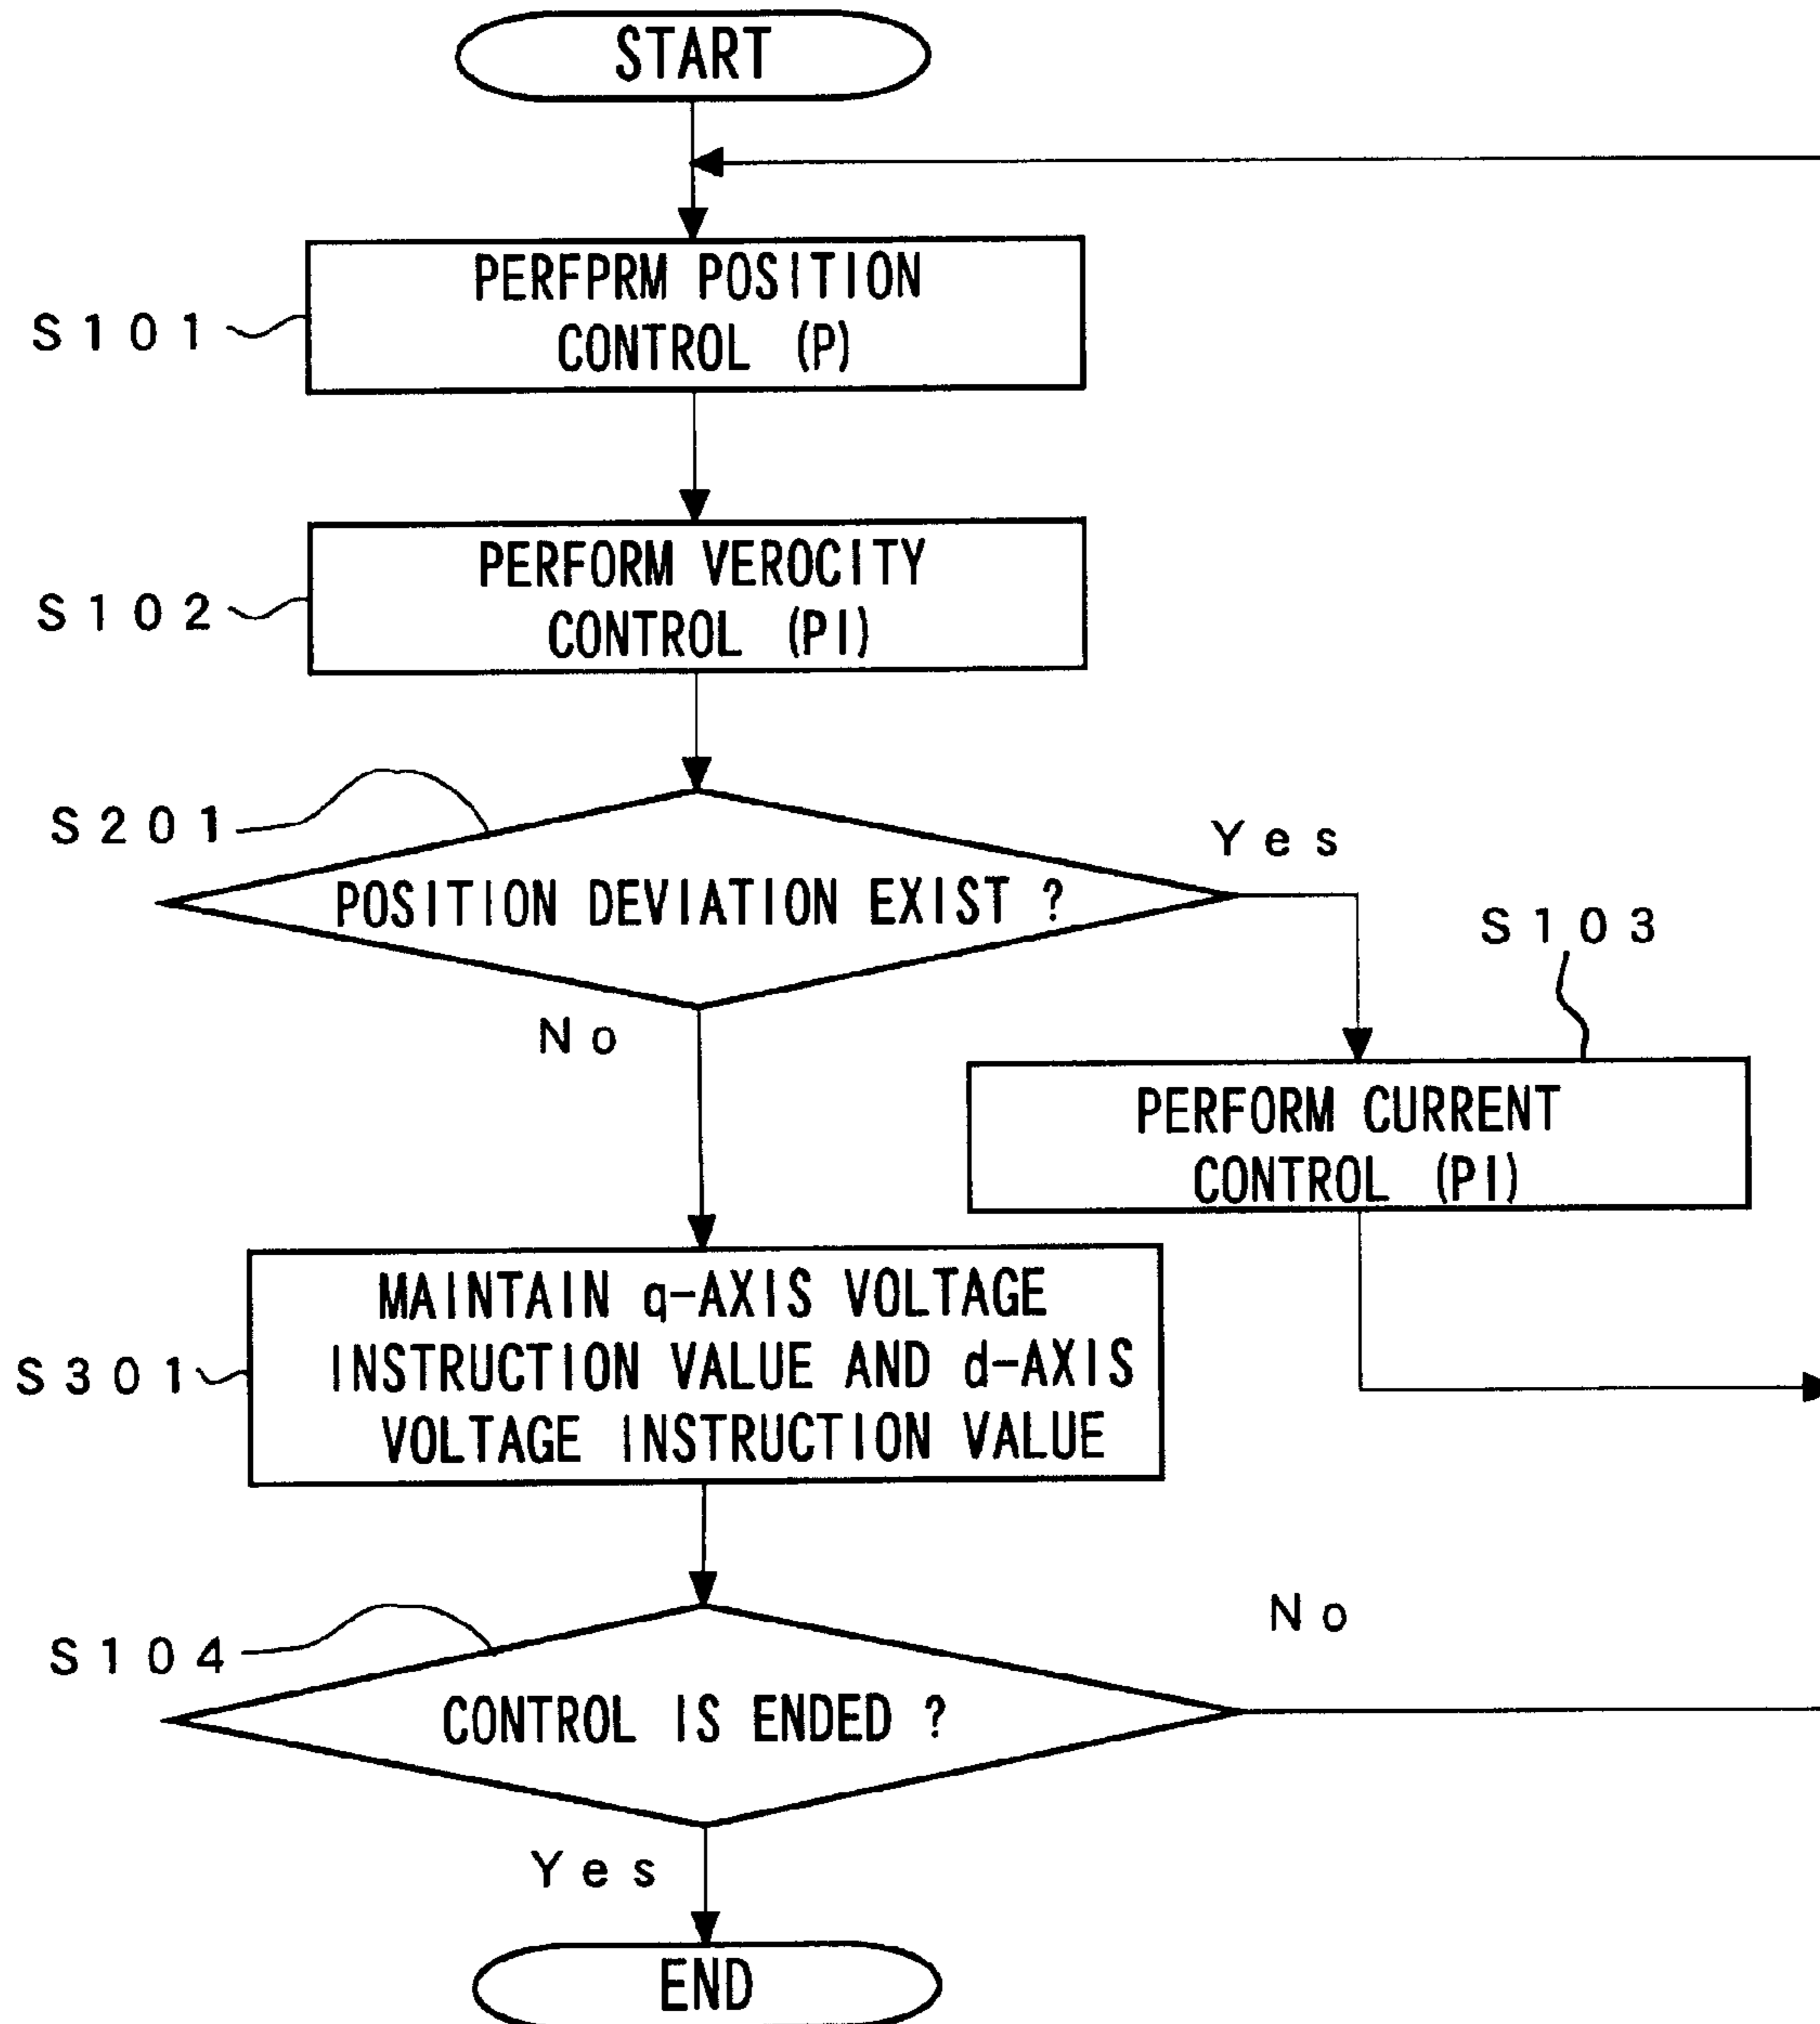 START
PERFPRM POSITION
CONTROL (P)
S101
PERFORM VEROCITY
CONTROL (PI)
S102
S201
POSITION DEVIATION EXIST ?
Yes
No
S103
PERFORM CURRENT
CONTROL (PI)
MAINTAIN q-AXIS VOLTAGE
INSTRUCTION VALUE AND d-AXIS
VOLTAGE INSTRUCTION VALUE
S301
S104
CONTROL IS ENDED ?
No
Yes
END